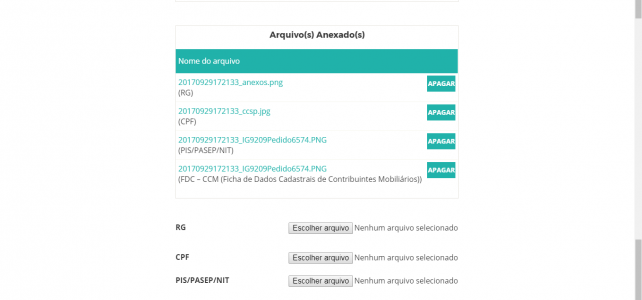 Arquivo(s) Anexado(s)
Nome do arquivo
20170929172133_anexos.png APAGAR
(RG)
20170929172133_ccsp.jpg APAGAR
(CPF)
20170929172133_IG9209Pedido6574.PNG APAGAR
(PIS/PASEP/NIT)
20170929172133_IG9209Pedido6574.PNG APAGAR
(FDC – CCM (Ficha de Dados Cadastrais de Contribuintes Mobiliários))
RG Escolher arquivo Nenhum arquivo selecionado
CPF Escolher arquivo Nenhum arquivo selecionado
PIS/PASEP/NIT Escolher arquivo Nenhum arquivo selecionado